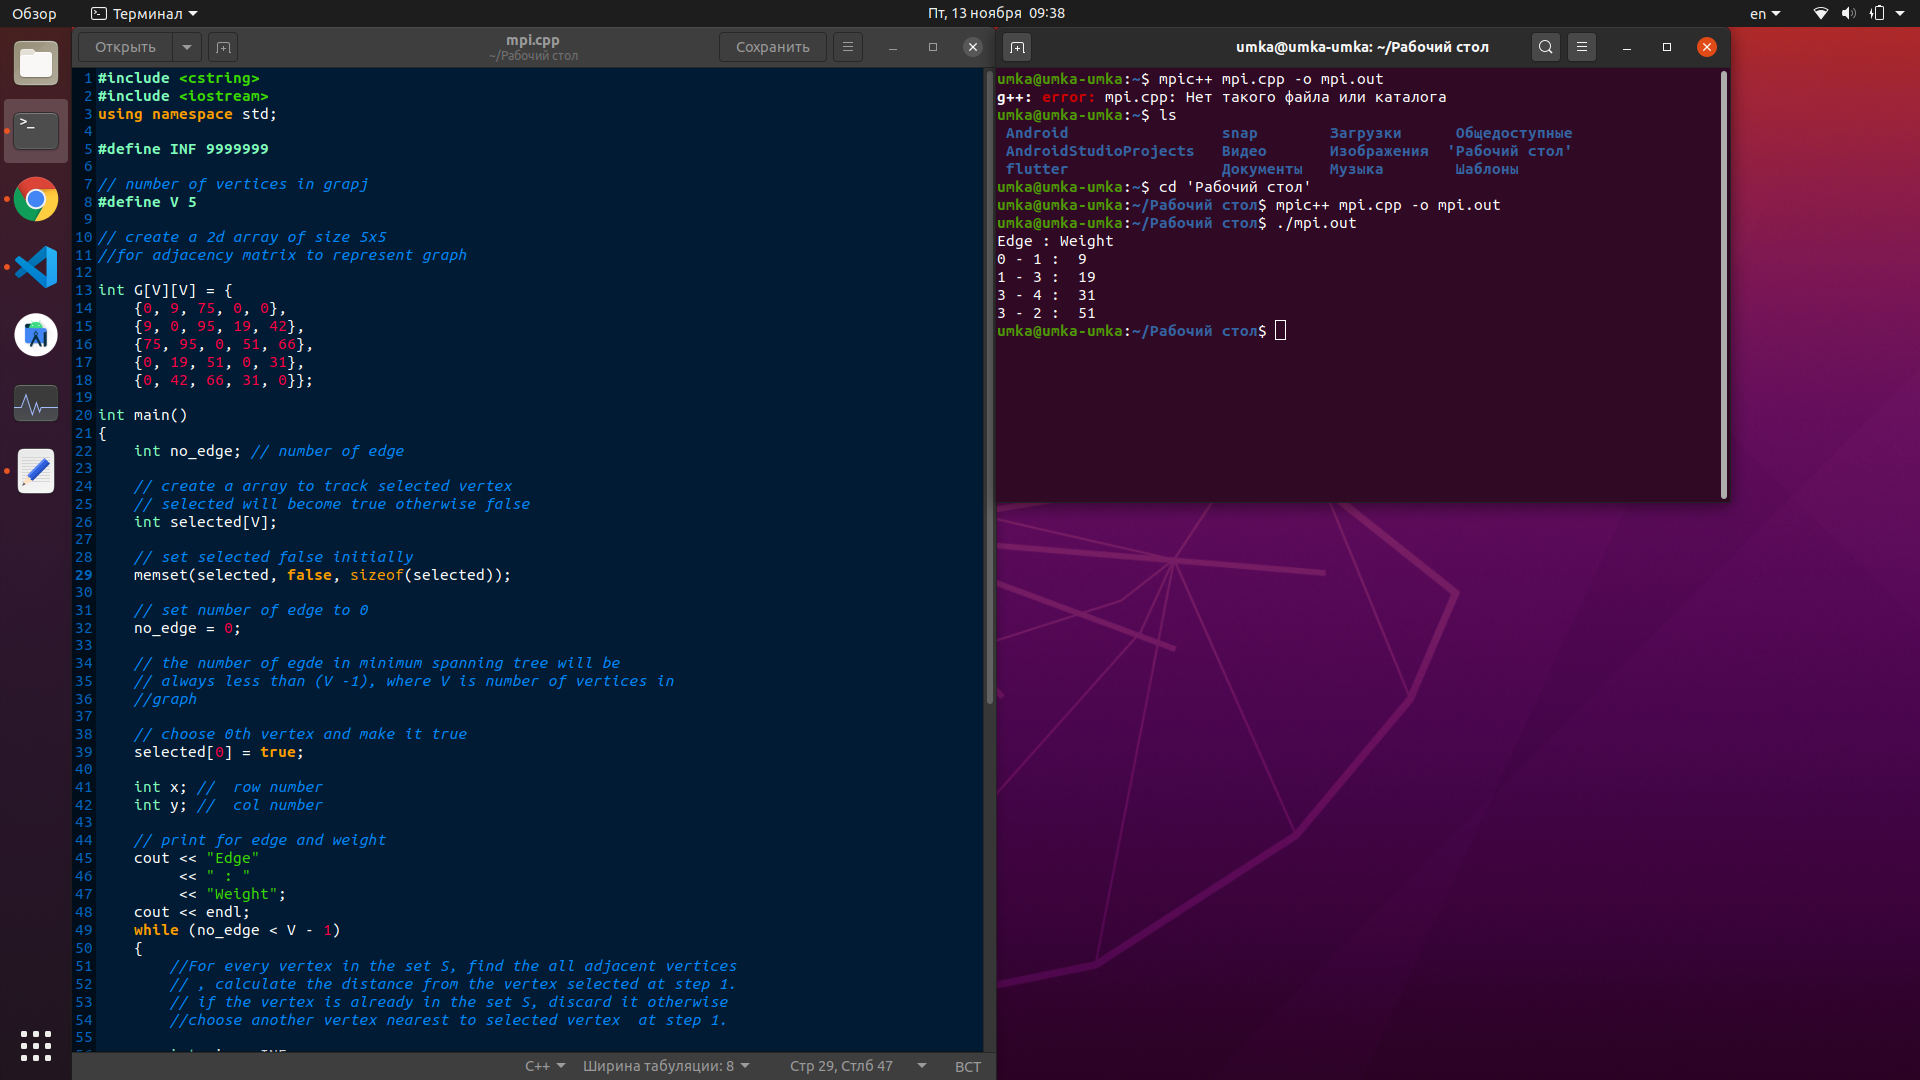 Обзор
Терминал
Пт, 13 ноября 09:38
en
Открыть
mpi.cpp
~/Рабочий стол
Сохранить
1 #include <cstring>
2 #include <iostream>
3 using namespace std;
4
5 #define INF 9999999
6
7 // number of vertices in grapj
8 #define V 5
9
10 // create a 2d array of size 5x5
11 //for adjacency matrix to represent graph
12
13 int G[V][V] = {
14     {0, 9, 75, 0, 0},
15     {9, 0, 95, 19, 42},
16     {75, 95, 0, 51, 66},
17     {0, 19, 51, 0, 31},
18     {0, 42, 66, 31, 0}};
19
20 int main()
21 {
22     int no_edge; // number of edge
23
24     // create a array to track selected vertex
25     // selected will become true otherwise false
26     int selected[V];
27
28     // set selected false initially
29     memset(selected, false, sizeof(selected));
30
31     // set number of edge to 0
32     no_edge = 0;
33
34     // the number of egde in minimum spanning tree will be
35     // always less than (V -1), where V is number of vertices in
36     //graph
37
38     // choose 0th vertex and make it true
39     selected[0] = true;
40
41     int x; //  row number
42     int y; //  col number
43
44     // print for edge and weight
45     cout << "Edge"
46          << " : "
47          << "Weight";
48     cout << endl;
49     while (no_edge < V - 1)
50     {
51         //For every vertex in the set S, find the all adjacent vertices
52         // , calculate the distance from the vertex selected at step 1.
53         // if the vertex is already in the set S, discard it otherwise
54         //choose another vertex nearest to selected vertex  at step 1.
55
C++
Ширина табуляции: 8
Стр 29, Стлб 47
ВСТ
umka@umka-umka: ~/Рабочий стол
umka@umka-umka:~$ mpic++ mpi.cpp -o mpi.out
g++: error: mpi.cpp: Нет такого файла или каталога
umka@umka-umka:~$ ls
Android snap Загрузки Общедоступные
AndroidStudioProjects Видео Изображения 'Рабочий стол'
flutter Документы Музыка Шаблоны
umka@umka-umka:~$ cd 'Рабочий стол'
umka@umka-umka:~/Рабочий стол$ mpic++ mpi.cpp -o mpi.out
umka@umka-umka:~/Рабочий стол$ ./mpi.out
Edge : Weight
0 - 1 :  9
1 - 3 :  19
3 - 4 :  31
3 - 2 :  51
umka@umka-umka:~/Рабочий стол$